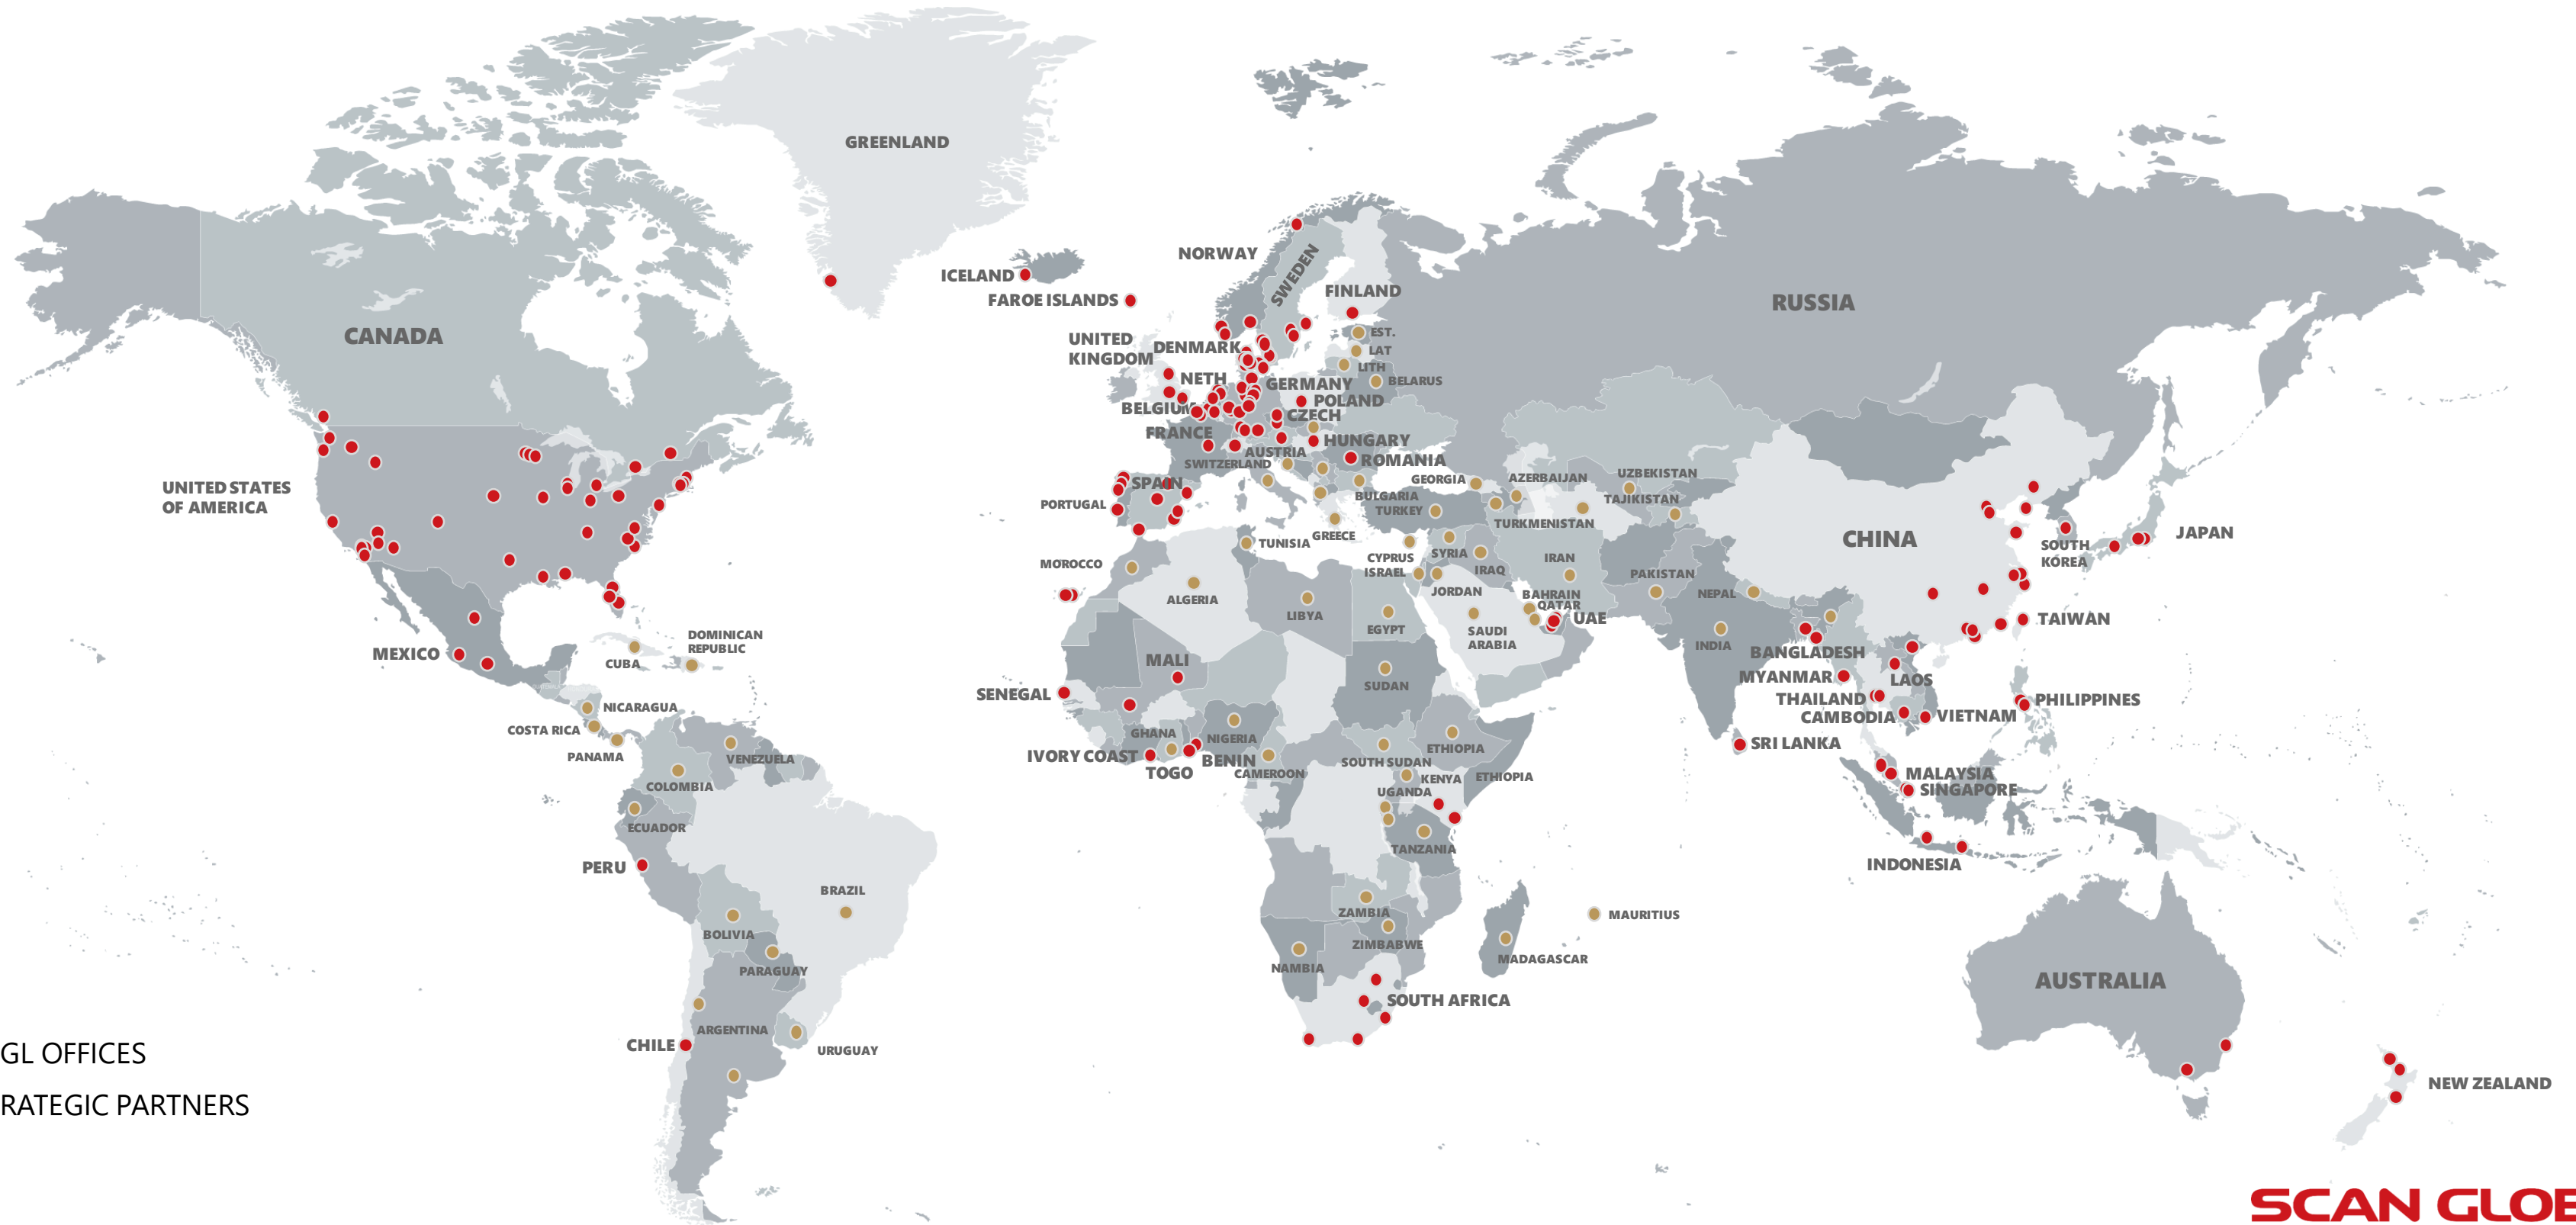 GREENLAND
ICELAND
FAROE ISLANDS
NORWAY
SWEDEN
FINLAND
RUSSIA
CANADA
UNITED
KINGDOM
DENMARK
EST.
LAT
LITH
BELARUS
NETH
GERMANY
BELGIUM
POLAND
CZECH
FRANCE
HUNGARY
AUSTRIA
SWITZERLAND
ROMANIA
UNITED STATES
OF AMERICA
SPAIN
PORTUGAL
BULGARIA
GEORGIA
AZERBAIJAN
UZBEKISTAN
TAJIKISTAN
TURKEY
TURKMENISTAN
GREECE
TUNISIA
CYPRUS
SYRIA
IRAN
CHINA
SOUTH
KOREA
JAPAN
MOROCCO
ISRAEL
IRAQ
JORDAN
PAKISTAN
NEPAL
ALGERIA
LIBYA
EGYPT
BAHRAIN
QATAR
UAE
SAUDI
ARABIA
INDIA
TAIWAN
MEXICO
CUBA
DOMINICAN
REPUBLIC
BANGLADESH
MYANMAR
LAOS
THAILAND
CAMBODIA
VIETNAM
PHILIPPINES
MALI
SENEGAL
SUDAN
NICARAGUA
COSTA RICA
PANAMA
VENEZUELA
COLOMBIA
GHANA
NIGERIA
IVORY COAST
TOGO
BENIN
CAMEROON
SOUTH SUDAN
ETHIOPIA
KENYA
ETHIOPIA
UGANDA
SRI LANKA
MALAYSIA
SINGAPORE
ECUADOR
TANZANIA
INDONESIA
PERU
BRAZIL
BOLIVIA
PARAGUAY
ZAMBIA
ZIMBABWE
NAMBIA
MADAGASCAR
MAURITIUS
AUSTRALIA
SOUTH AFRICA
ARGENTINA
CHILE
URUGUAY
NEW ZEALAND
GL OFFICES
RATEGIC PARTNERS
SCAN GLOB